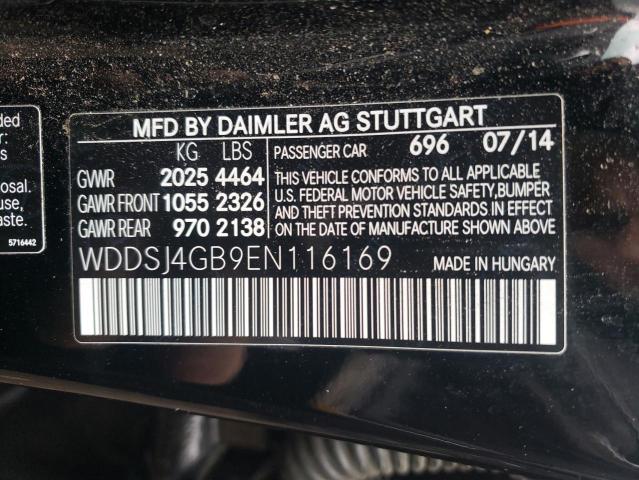 ded
r:
s
osal.
use,
aste.
5716442
MFD BY DAIMLER AG STUTTGART
KG LBS PASSENGER CAR 696 07/14
GVWR 2025 4464
GAWR FRONT 1055 2326
GAWR REAR 970 2138
THIS VEHICLE CONFORMS TO ALL APPLICABLE
U.S. FEDERAL MOTOR VEHICLE SAFETY, BUMPER
AND THEFT PREVENTION STANDARDS IN EFFECT
ON THE DATE OF MANUFACTURE SHOWN ABOVE.
WDDSJ4GB9EN116169 MADE IN HUNGARY